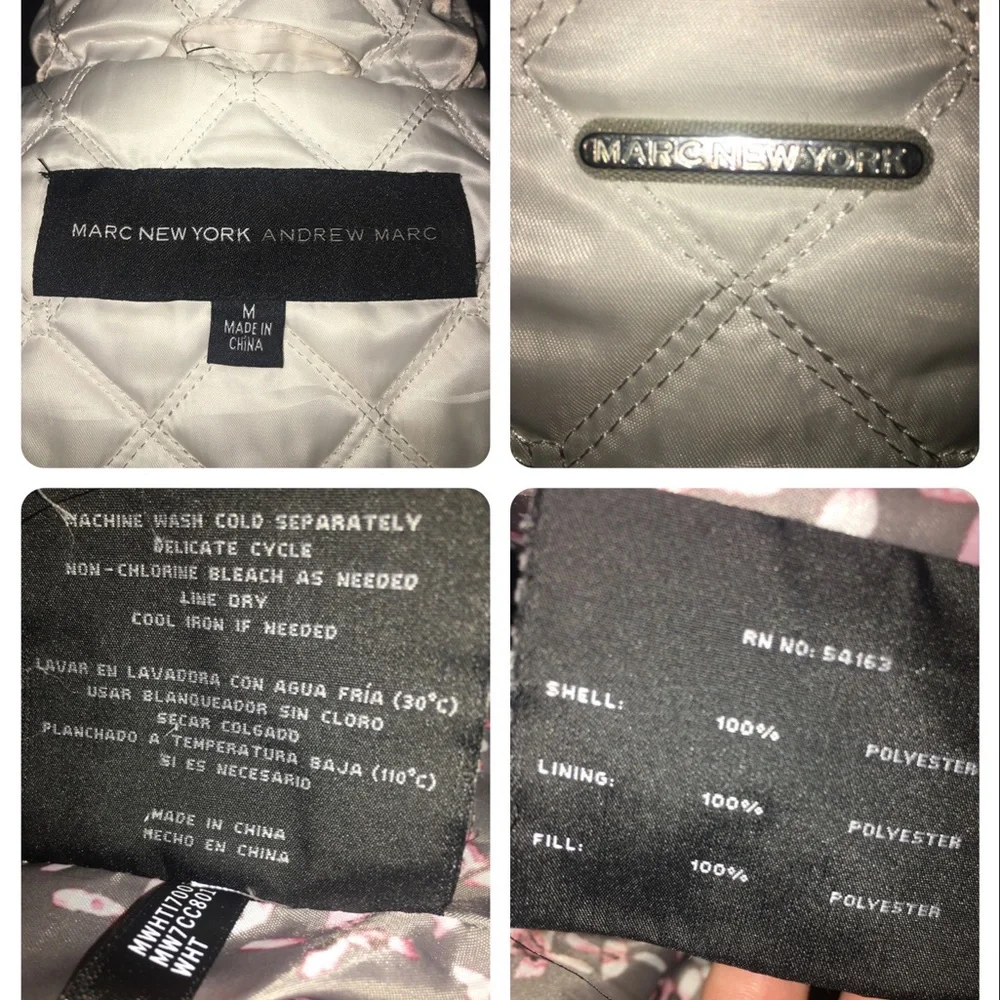 MARC NEW YORK ANDREW MARC
M
MADE IN
CHINA
MARC NEW YORK
MACHINE WASH COLD SEPARATELY
DELICATE CYCLE
NON-CHLORINE BLEACH AS NEEDED
LINE DRY
COOL IRON IF NEEDED
LAVAR EN LAVADORA CON AGUA FRÍA (30°C)
USAR BLANQUEADOR SIN CLORO
SECAR COLGADO
PLANCHADO A TEMPERATURA BAJA (110°C)
SI ES NECESARIO
MADE IN CHINA
HECHO EN CHINA
WHT
RN NO: 54163
SHELL:
100% POLYESTER
LINING:
100% POLYESTER
FILL:
100% POLYESTER